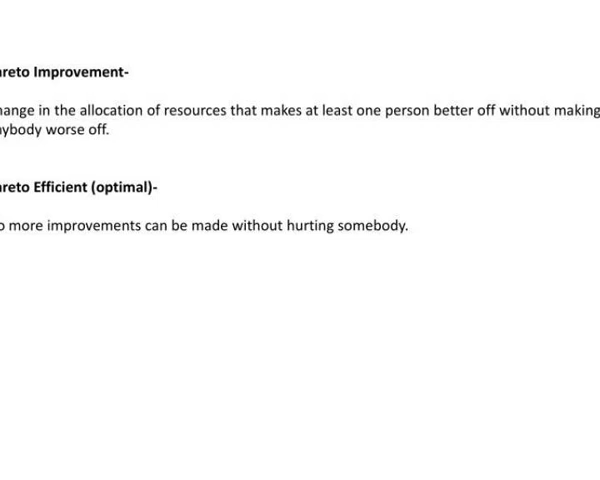 areto Improvement-
hange in the allocation of resources that makes at least one person better off without making
nybody worse off.
areto Efficient (optimal)-
o more improvements can be made without hurting somebody.